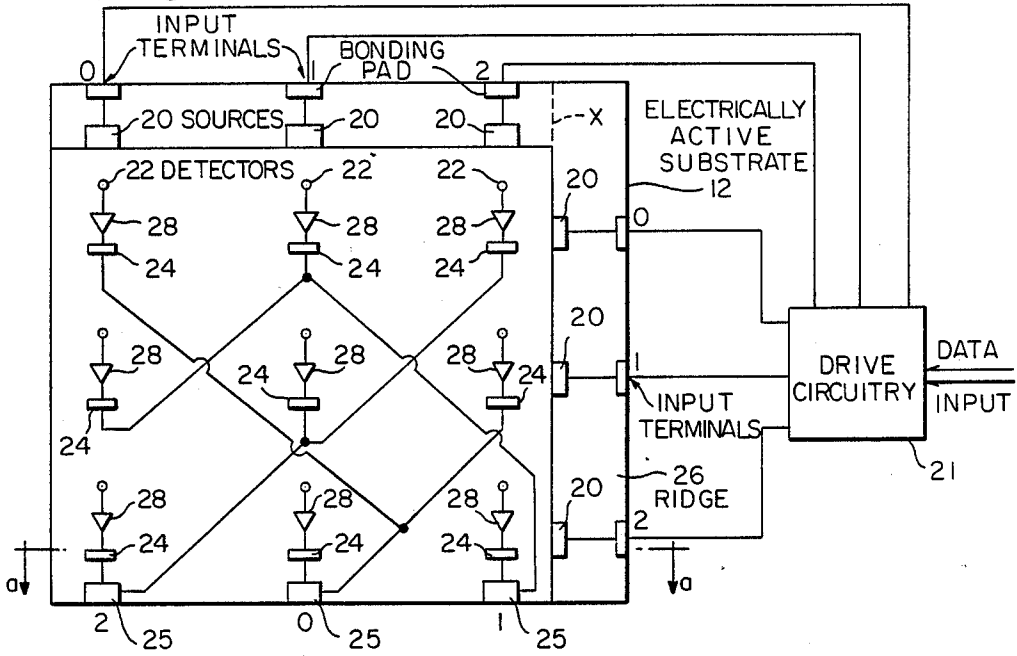 INPUT
TERMINALS
0 1 BONDING 2
PAD
20 SOURCES 20 20 X ELECTRICALLY
ACTIVE
SUBSTRATE
22 DETECTORS 22 22 20 12
28 28 28 0
24 24 24
20
28 28 28 1 DRIVE DATA
CIRCUITRY
24 24 24 INPUT INPUT
TERMINALS
21
20 26
RIDGE
28 28 28 2
24 24 24
a a
2 25 0 25 1 25